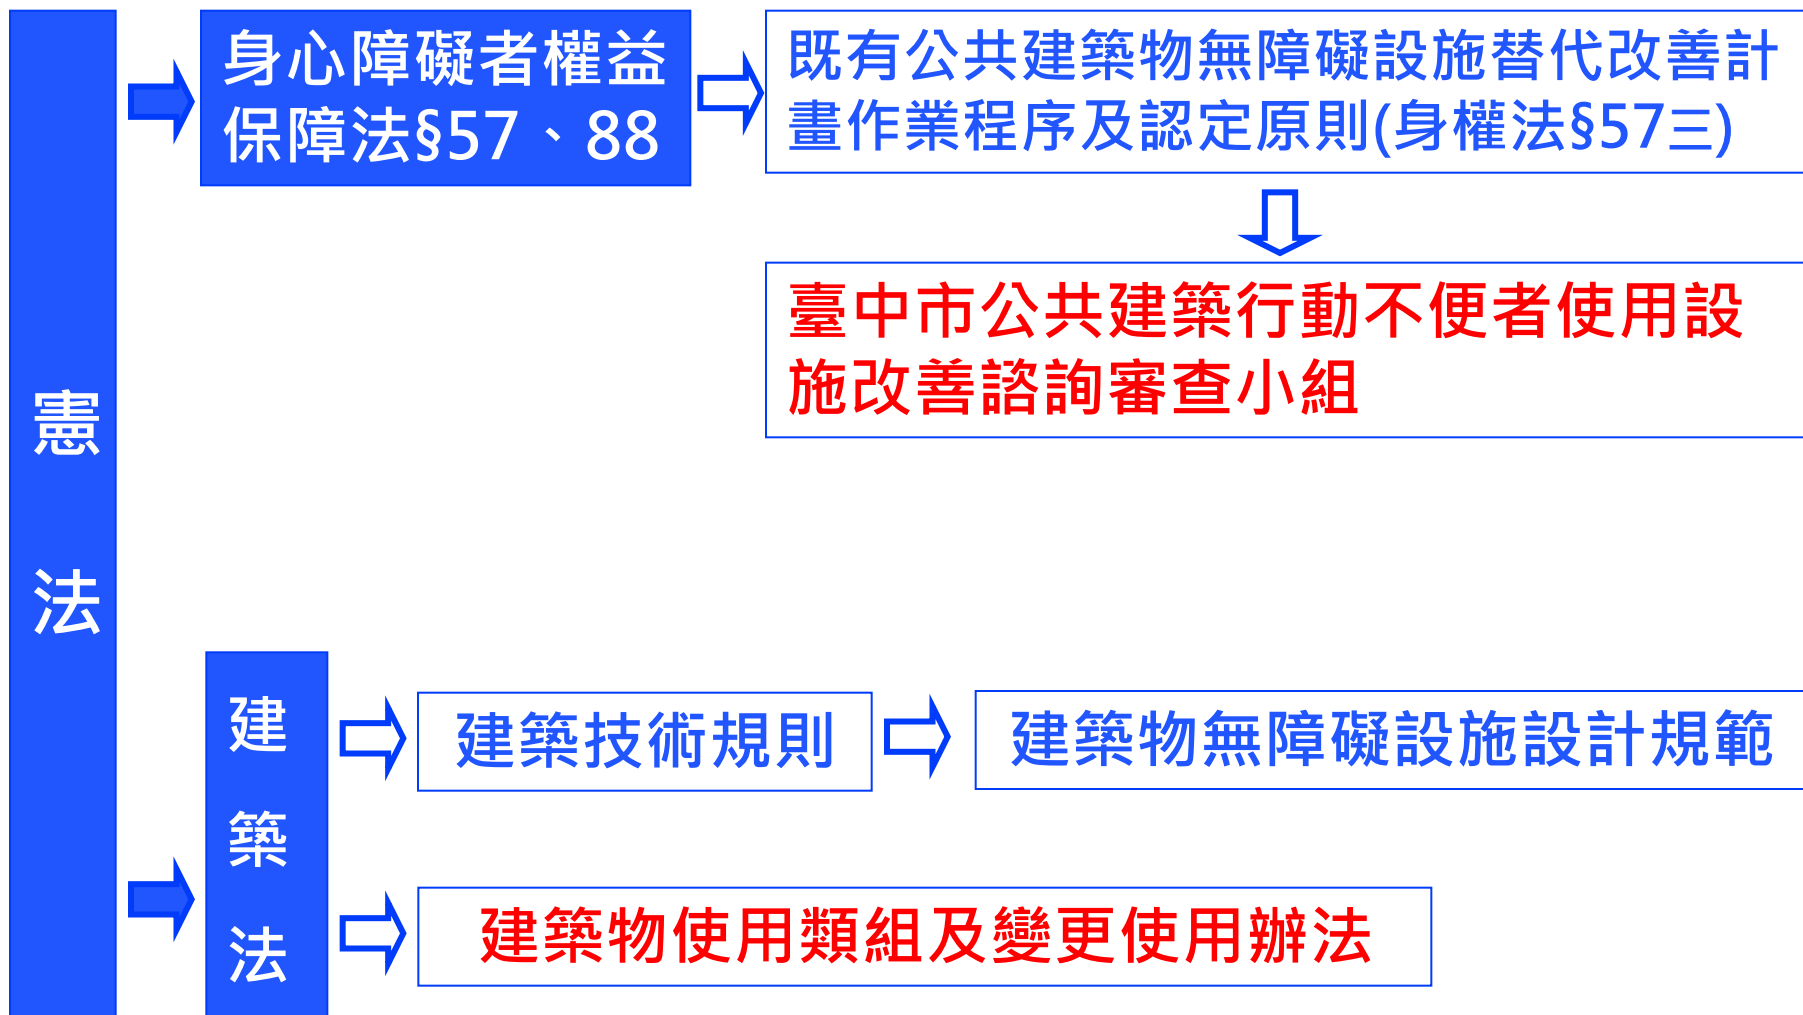 憲
法
身心障礙者權益
保障法§57、88
既有公共建築物無障礙設施替代改善計
畫作業程序及認定原則(身權法§57三)
臺中市公共建築行動不便者使用設
施改善諮詢審查小組
建
築
法
建築技術規則
建築物無障礙設施設計規範
建築物使用類組及變更使用辦法